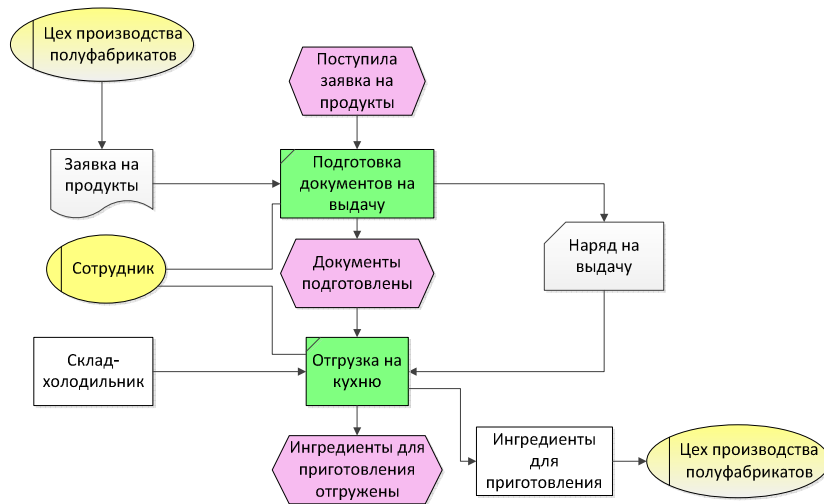 Цех производства
полуфабрикатов
Поступила
заявка на
продукты
Заявка на
продукты
Подготовка
документов на
выдачу
Наряд на
выдачу
Сотрудник
Документы
подготовлены
Склад-
холодильник
Отгрузка на
кухню
Ингредиенты для
приготовления
отгружены
Ингредиенты
для
приготовления
Цех производства
полуфабрикатов